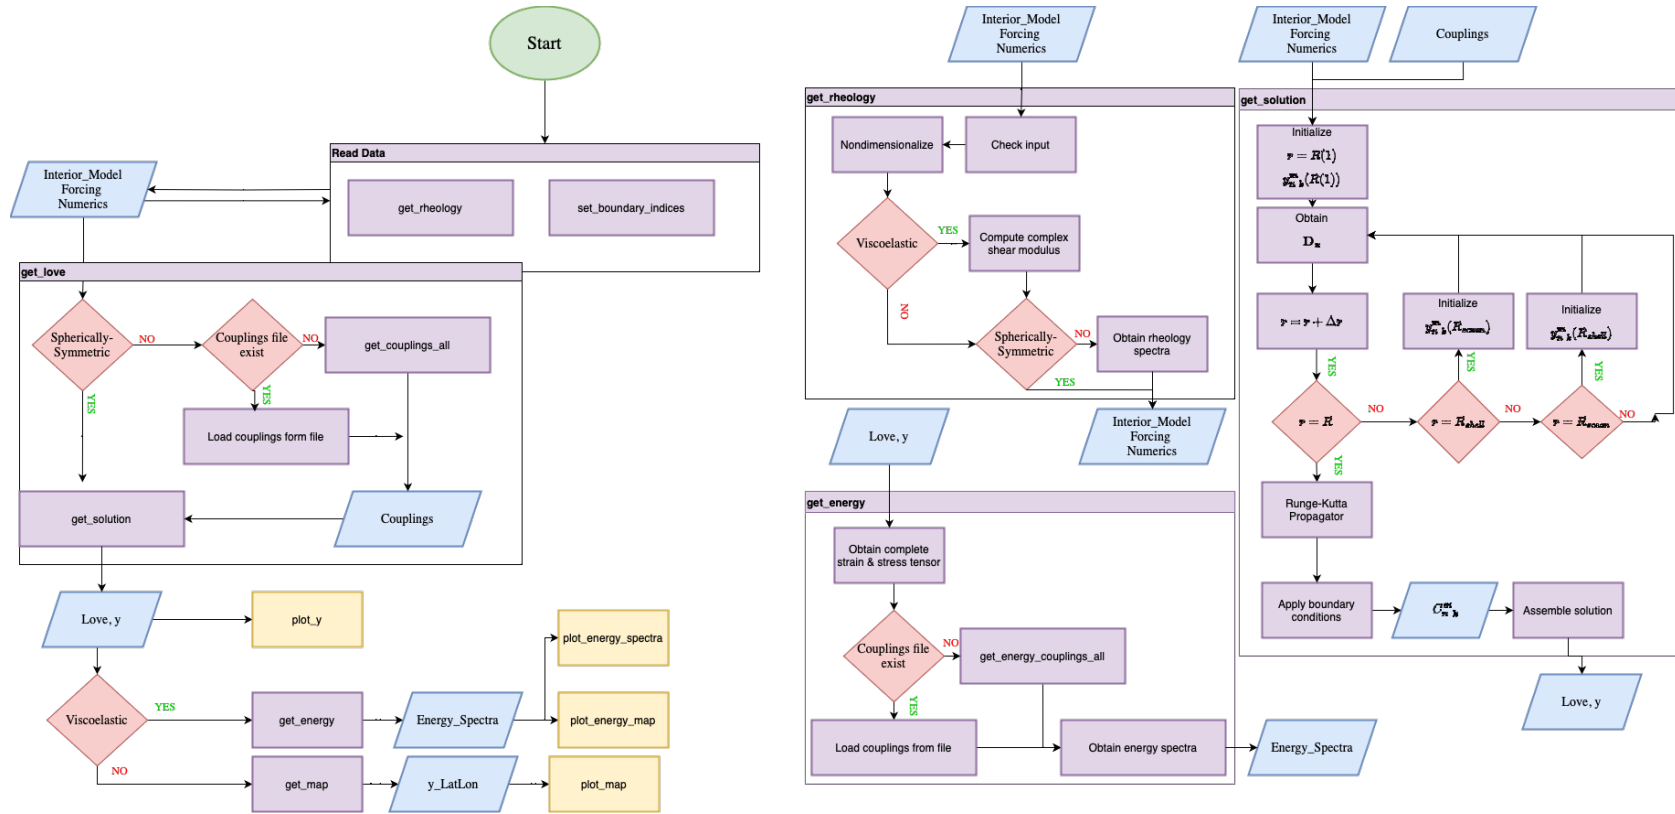 Start
Read Data
get_rheology
set_boundary_indices
Interior_Model
Forcing
Numerics
get_love
Spherically-
Symmetric
NO
Couplings file
exist
NO
get_couplings_all
YES
YES
Load couplings form file
get_solution
Couplings
Love, y
plot_y
Viscoelastic
YES
get_energy
Energy_Spectra
plot_energy_spectra
plot_energy_map
NO
get_map
y_LatLon
plot_map
Interior_Model
Forcing
Numerics
get_rheology
Nondimensionalize
Check input
Viscoelastic
YES
Compute complex
shear modulus
NO
Spherically-
Symmetric
NO
Obtain rheology
spectra
YES
Interior_Model
Forcing
Numerics
Love, y
get_energy
Obtain complete
strain & stress tensor
Couplings file
exist
NO
get_energy_couplings_all
YES
Load couplings from file
Obtain energy spectra
Energy_Spectra
Interior_Model
Forcing
Numerics
Couplings
get_solution
Initialize
r = R(1)
Obtain
r = r + Δr
Initialize
Initialize
YES
YES
YES
r = R
NO
r = R_shell
NO
r = R_ocean
NO
YES
Runge-Kutta
Propagator
Apply boundary
conditions
Assemble solution
Love, y